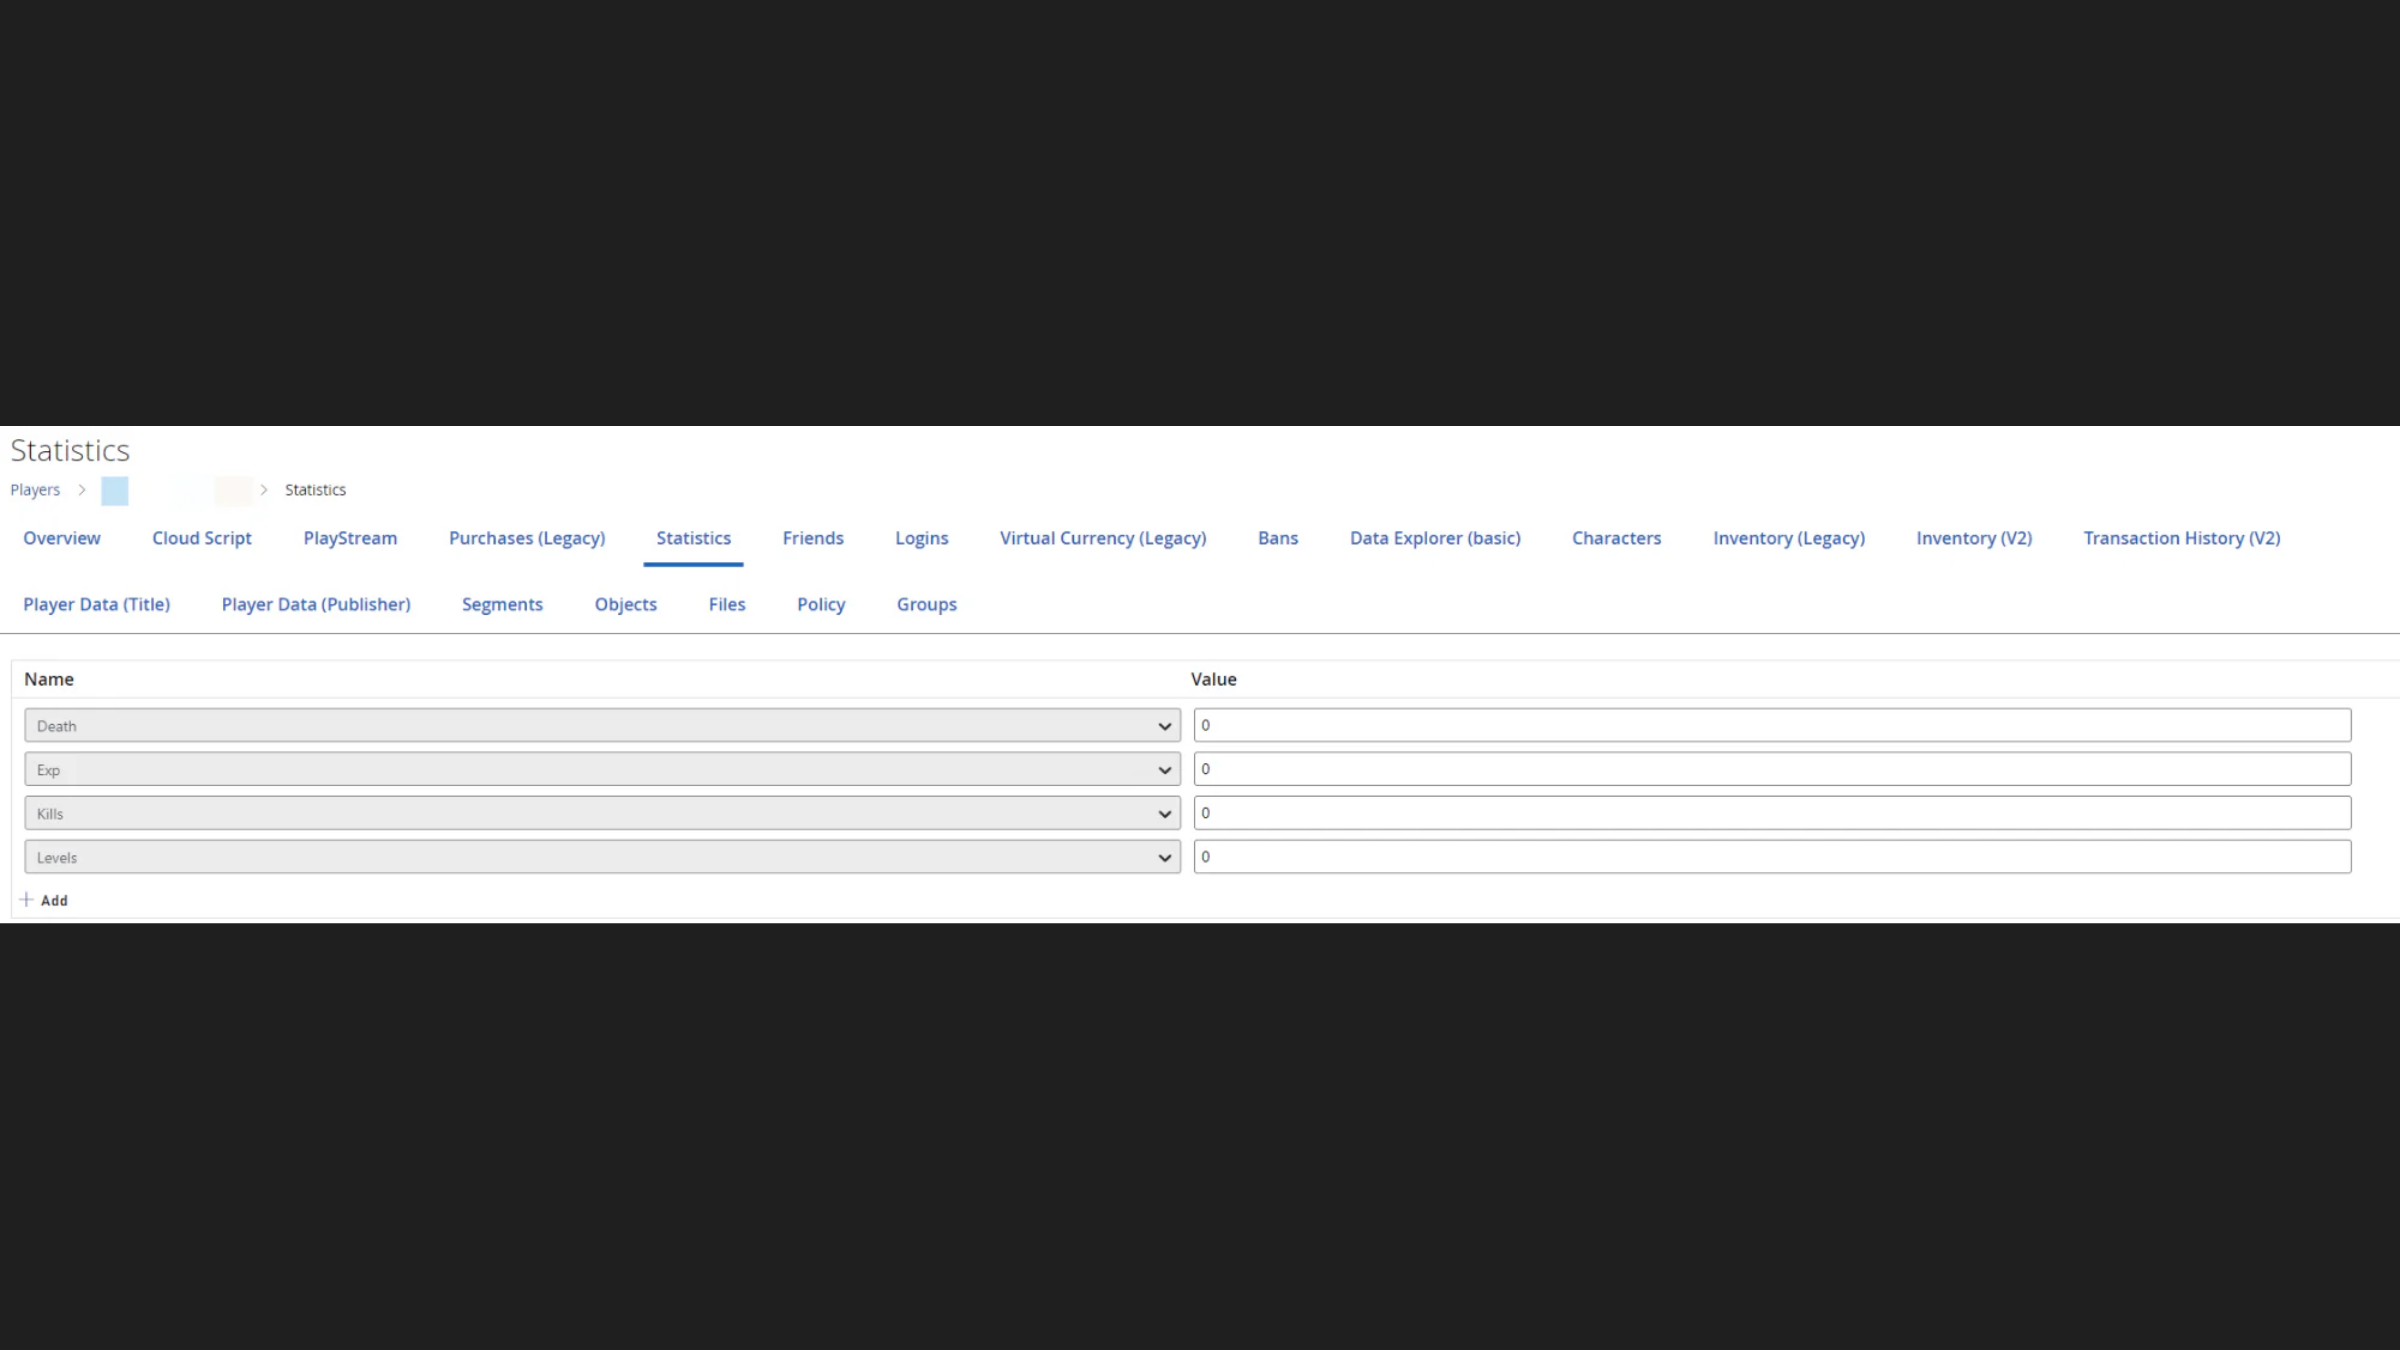 Statistics
Players > > Statistics
Overview Cloud Script PlayStream Purchases (Legacy) Statistics Friends Logins Virtual Currency (Legacy) Bans Data Explorer (basic) Characters Inventory (Legacy) Inventory (V2) Transaction History (V2)
Player Data (Title) Player Data (Publisher) Segments Objects Files Policy Groups
Name Value
Death 0
Exp 0
Kills 0
Levels 0
+ Add